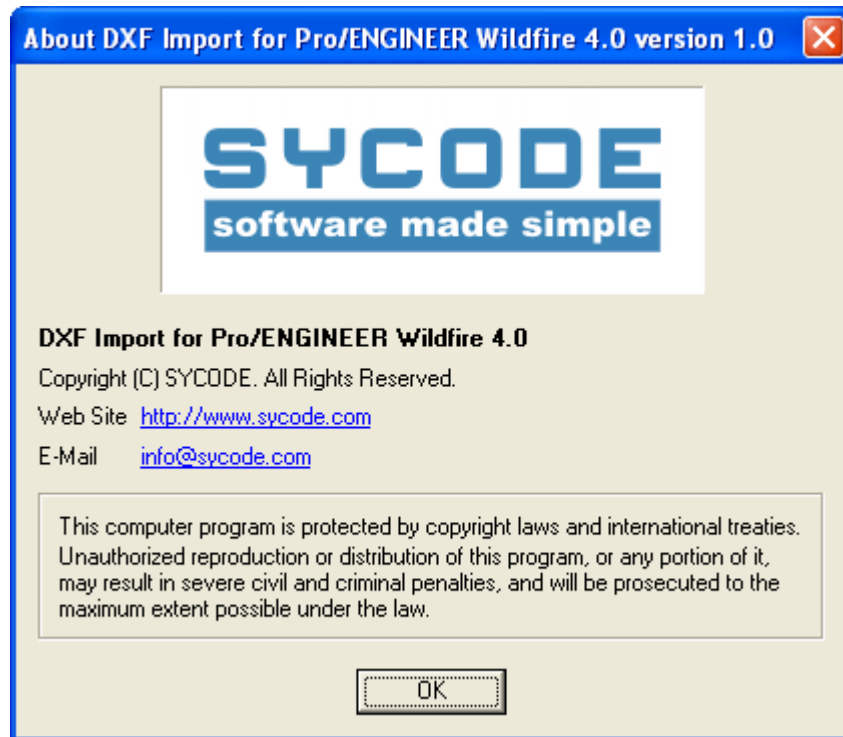 About DXF Import for Pro/ENGINEER Wildfire 4.0 version 1.0
SYCODE
software made simple
DXF Import for Pro/ENGINEER Wildfire 4.0
Copyright (C) SYCODE. All Rights Reserved.
Web Site http://www.sycode.com
E-Mail info@sycode.com
This computer program is protected by copyright laws and international treaties.
Unauthorized reproduction or distribution of this program, or any portion of it,
may result in severe civil and criminal penalties, and will be prosecuted to the
maximum extent possible under the law.
OK